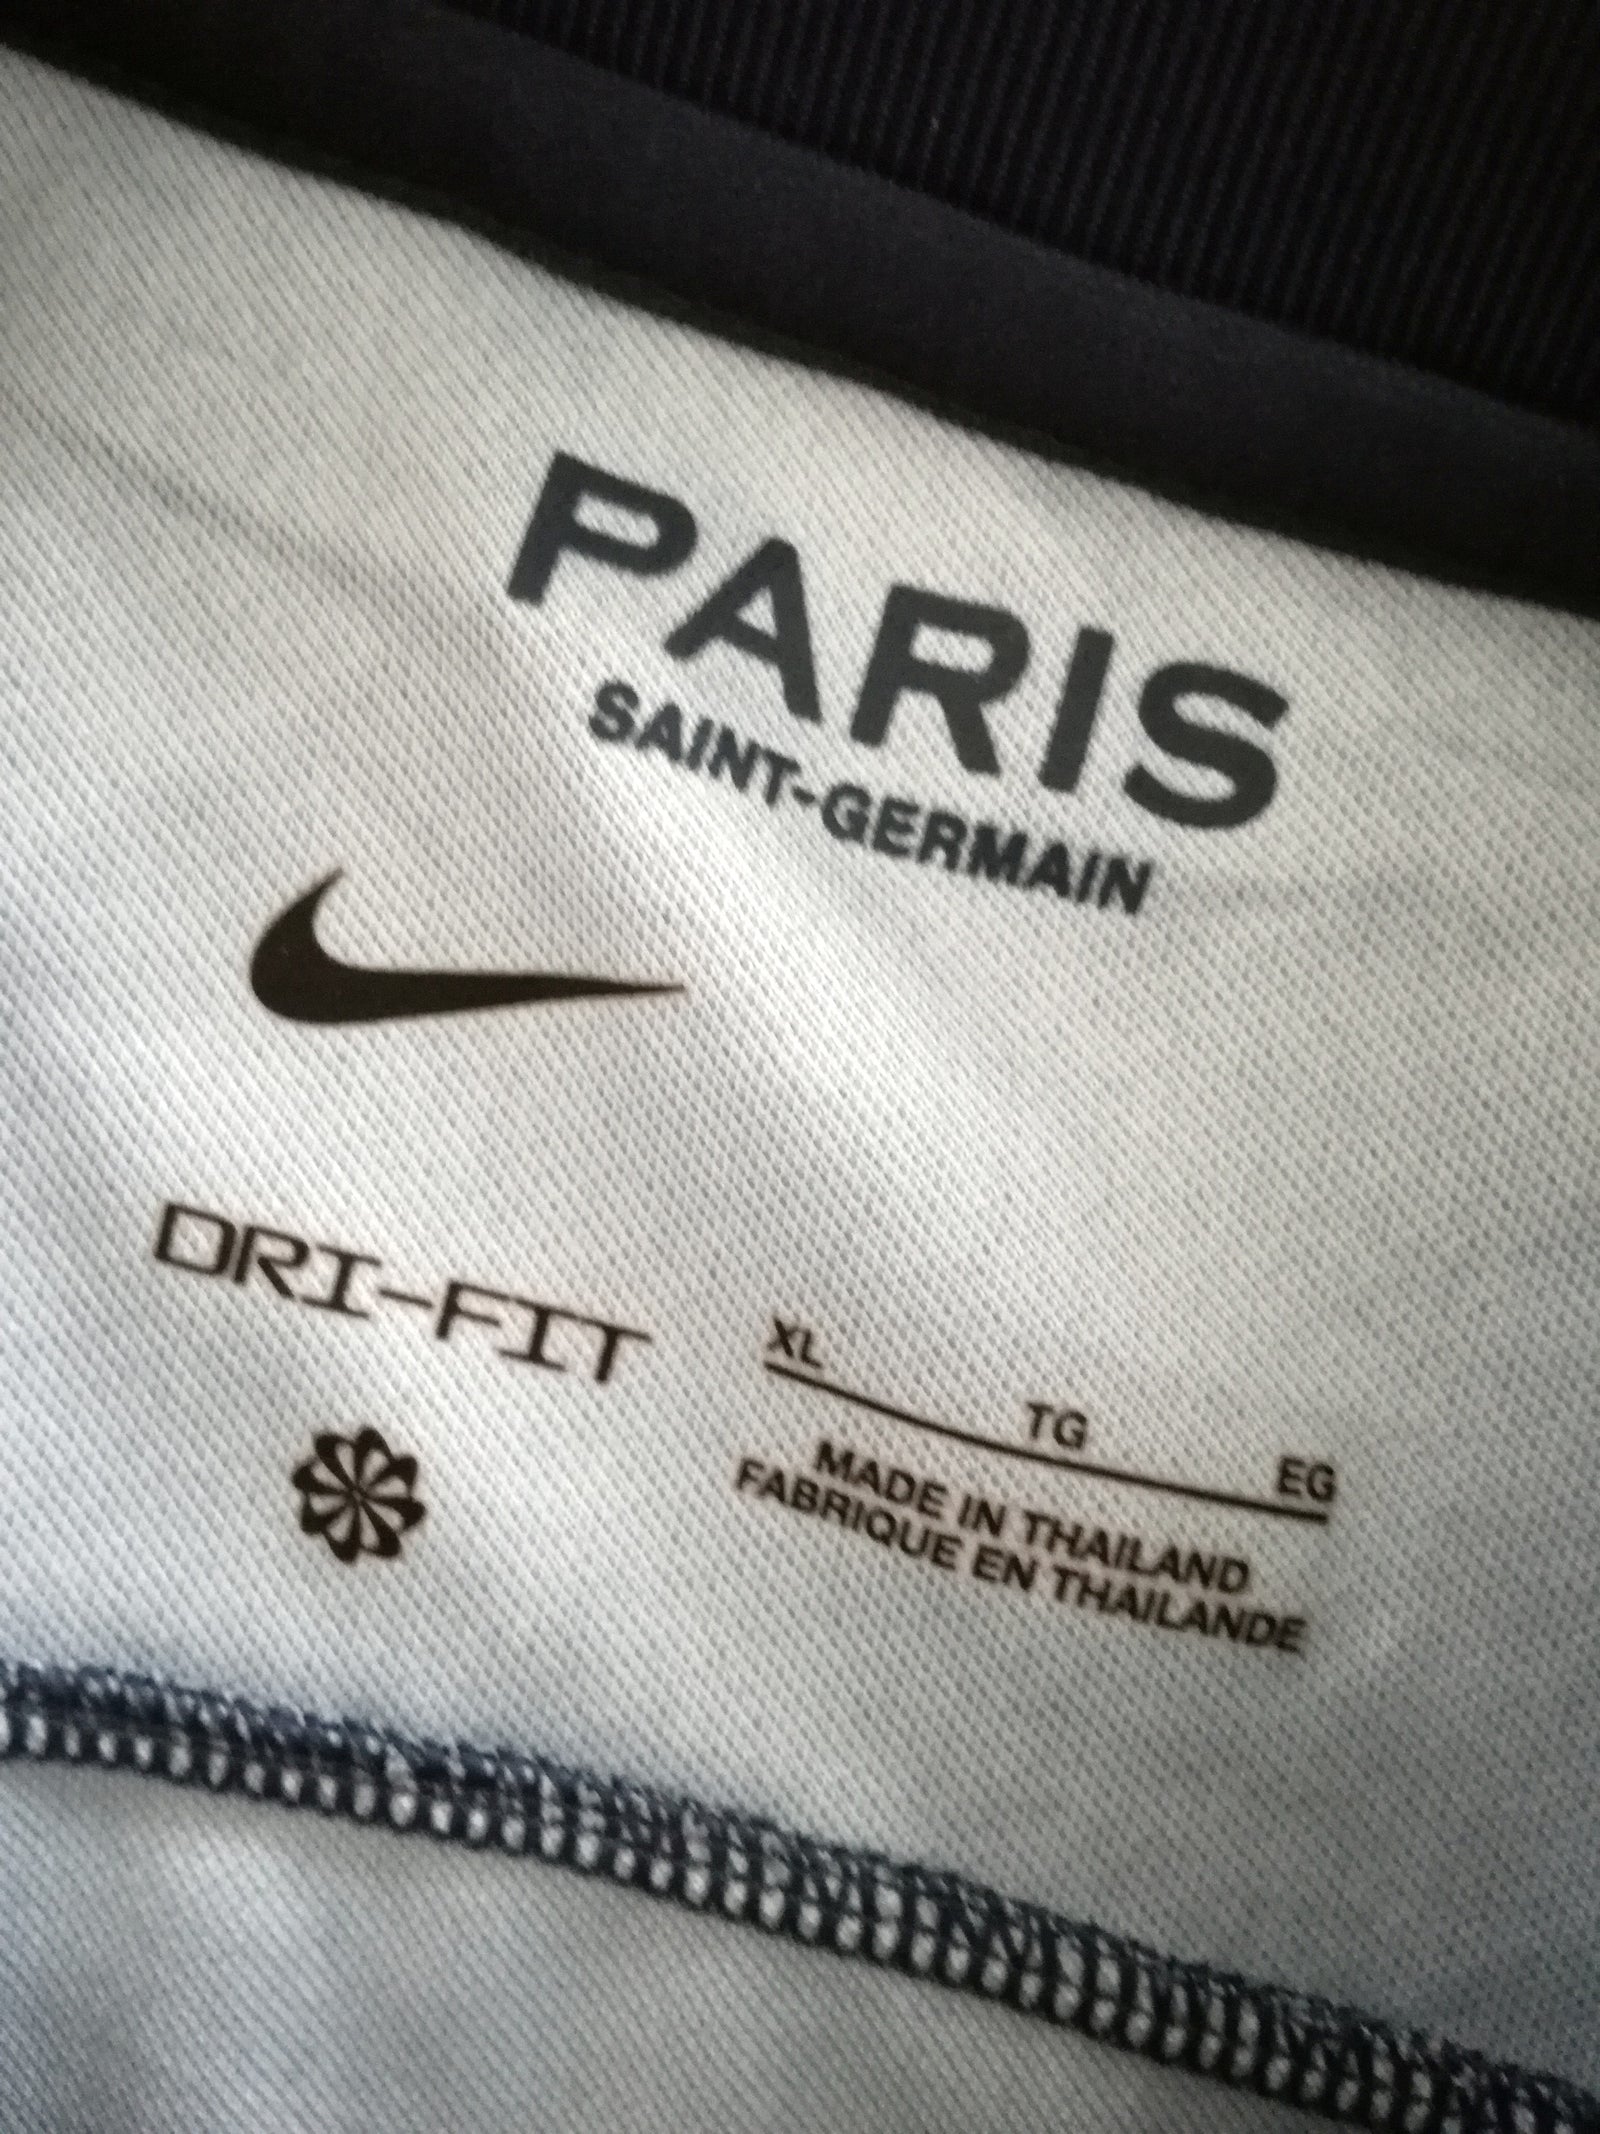 PARIS
SAINT-GERMAIN
DRI-FIT
XL TG EG
MADE IN THAILAND
FABRIQUE EN THAILANDE